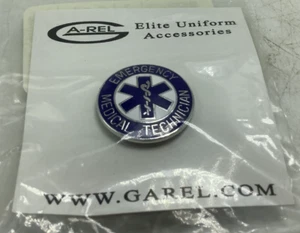 GA-REL
Elite Uniform
Accessories
EMERGENCY
MEDICAL TECHNICIAN
WWW.GAREL.COM